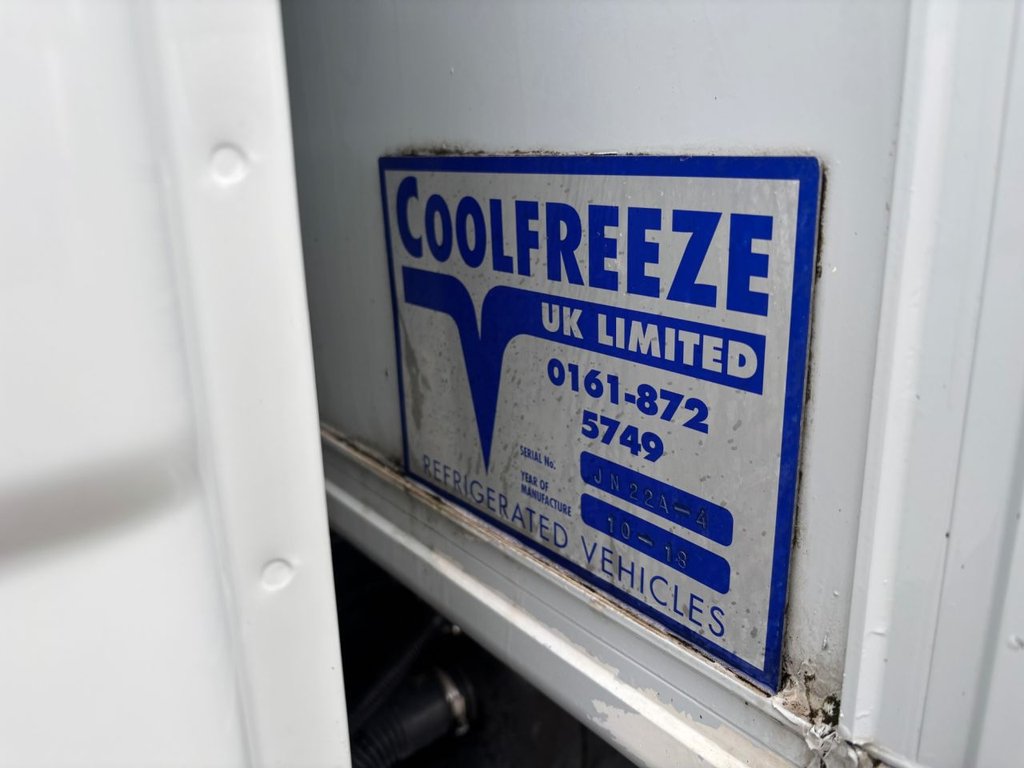 COOLFREEZE
UK LIMITED
0161-872
5749
SERIAL No.
JN22A-4
YEAR OF
MANUFACTURE
10-18
REFRIGERATED VEHICLES